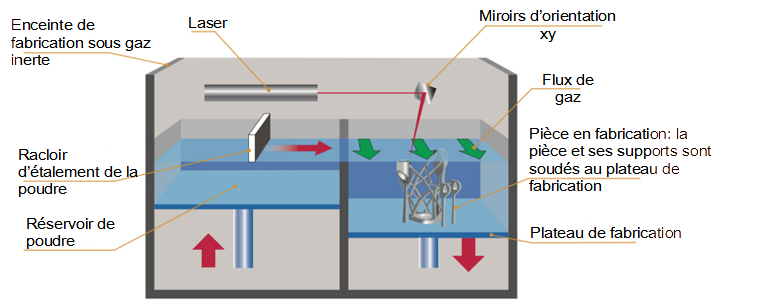 Enceinte de
fabrication sous gaz
inerte
Laser
Miroirs d'orientation
xy
Flux de
gaz
Pièce en fabrication: la
pièce et ses supports sont
soudés au plateau de
fabrication
Racloir
d'étalement de la
poudre
Réservoir de
poudre
Plateau de fabrication